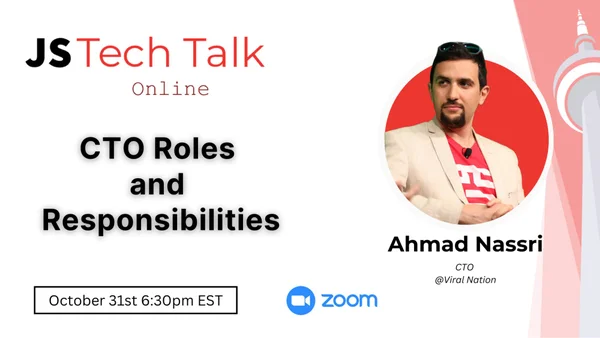 JS Tech Talk
Online
CTO Roles
and
Responsibilities
Ahmad Nassri
CTO
@Viral Nation
October 31st 6:30pm EST
zoom